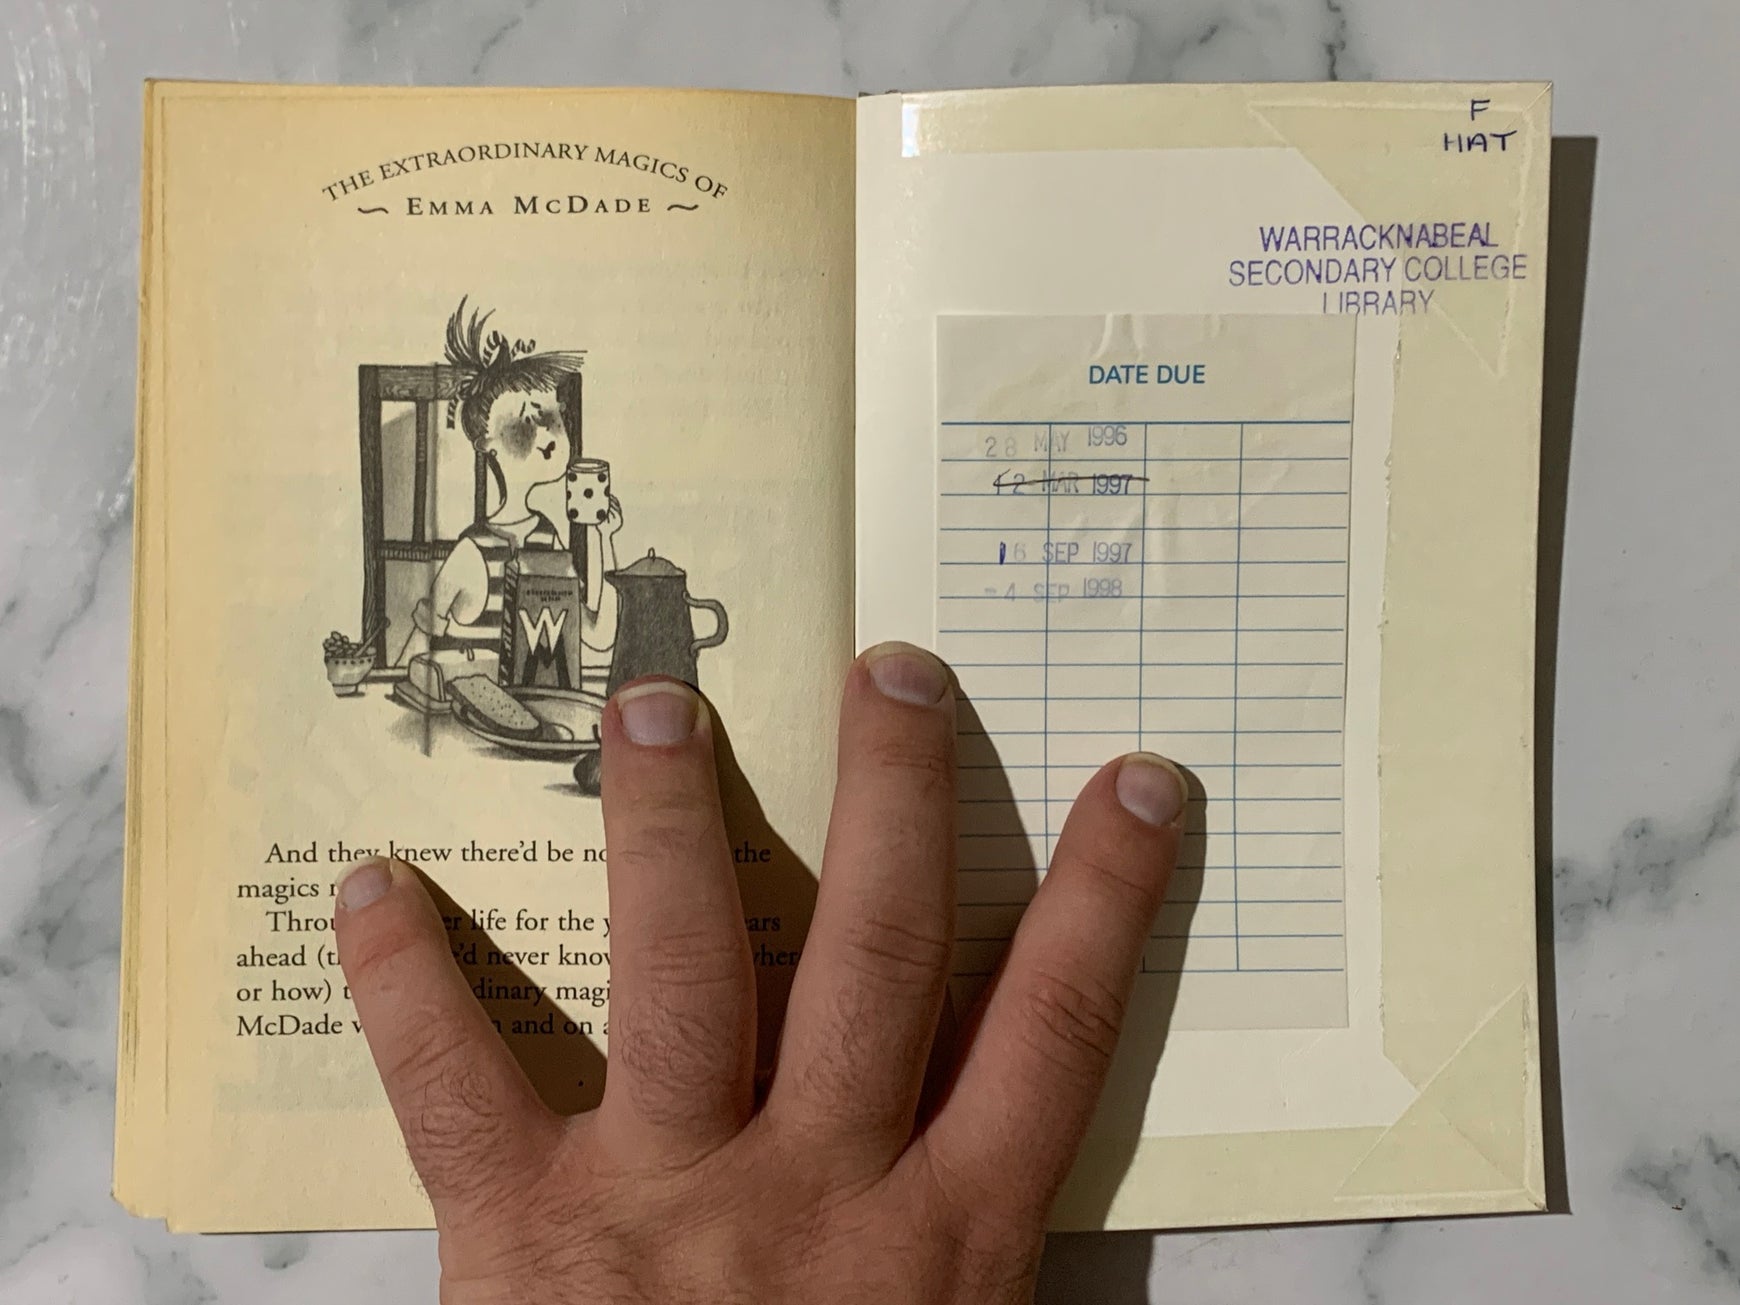 THE EXTRAORDINARY MAGICS OF
EMMA MCDADE
W
And they knew there'd be the
magics
life for the
ahead never
or how) magi
McDade and on
F
HAT
WARRACKNABEAL
SECONDARY COLLEGE
LIBRARY
DATE DUE
28 MAY 1996
12 MAR 1997
16 SEP 1997
-4 SEP 1998